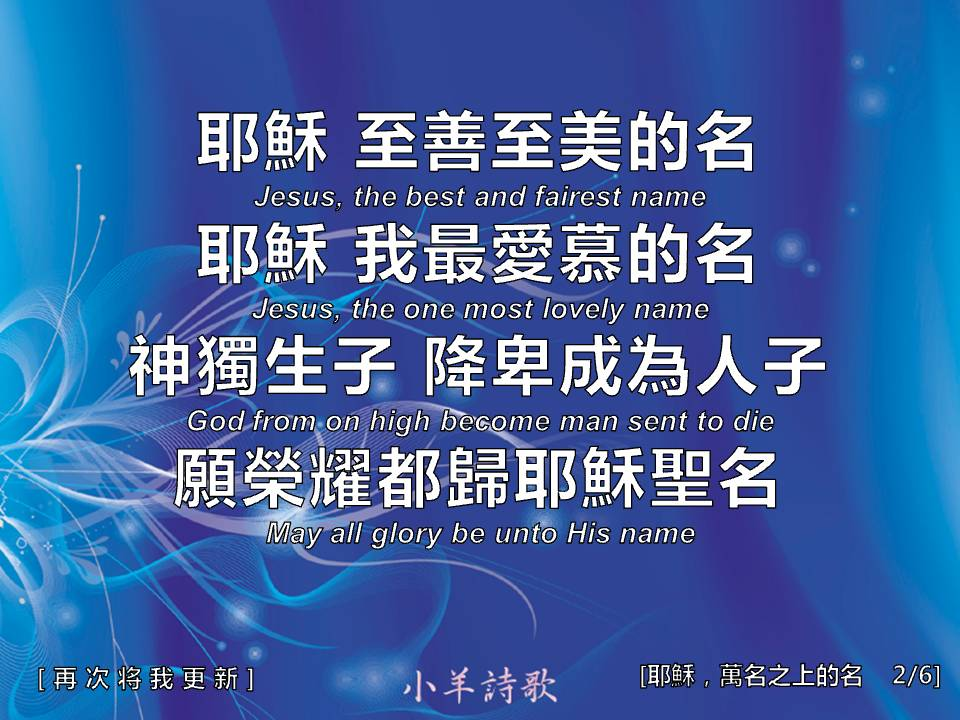 耶穌 至善至美的名
Jesus, the best and fairest name
耶穌 我最愛慕的名
Jesus, the one most lovely name
神獨生子 降卑成為人子
God from on high become man sent to die
願榮耀都歸耶穌聖名
May all glory be unto His name
[再次将我更新]
小羊詩歌
[耶穌，萬名之上的名 2/6]